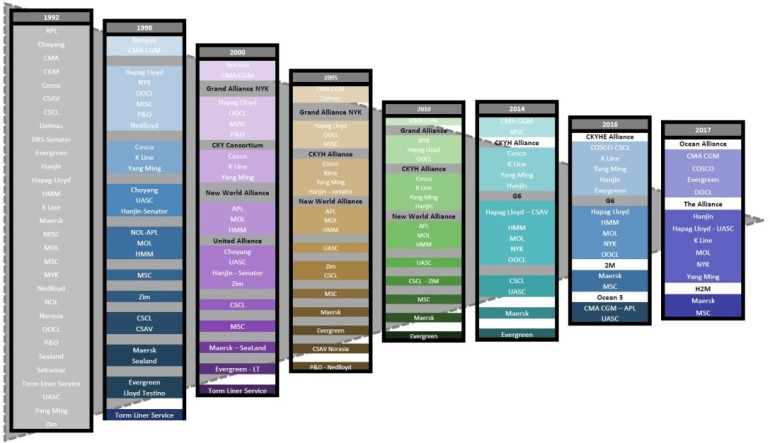 1992
APL
Choyang
CMA
CGM
Cosco
CSAV
CSCL
Delmas
DRS-Senator
Evergreen
Hanjin
Hapag-Lloyd
HMM
K Line
Maersk
MISC
MOL
MSC
MYK
Nedlloyd
NOL
Norasia
OOCL
P&O
Sealand
Setramar
Torm Liner Service
UASC
Yang Ming
Zim
1998
Norasia
CMA CGM
Hapag Lloyd
NYK
OOCL
MISC
P&O
Nedlloyd
Cosco
K Line
Yang Ming
Choyang
UASC
Hanjin-Senator
NOL-APL
MOL
HMM
MSC
Zim
CSCL
CSAV
Maersk
Sealand
Evergreen
Lloyd Testino
Torm Liner Service
2000
Norasia
CMA CGM
Grand Alliance NYK
Hapag Lloyd
OOCL
MISC
P&O
CKY Consortium
Cosco
K Line
Yang Ming
New World Alliance
APL
MOL
HMM
United Alliance
Choyang
UASC
Hanjin - Senator
Zim
CSCL
MSC
Maersk – SeaLand
Evergreen - LT
Torm Liner Service
2005
CMA CGM
Delmas
Grand Alliance NYK
Hapag Lloyd
OOCL
MISC
CKYH Alliance
Cosco
Kline
Yang Ming
Hanjin – senator
New World Alliance
APL
MOL
HMM
UASC
Zim
CSCL
MSC
Maersk
Evergreen
CSAV Norasia
P&O - Nedlloyd
2010
CMA CGM
Grand Alliance
NYK
Hapag-Lloyd
OOCL
CKYH Alliance
Cosco
K Line
Yang Ming
Hanjin
New World Alliance
APL
MOL
HMM
UASC
CSCL - ZIM
MSC
Maersk
Evergreen
2014
CMA CGM
MSC
CKYH Alliance
Cosco
K Line
Yang Ming
Hanjin
G6
Hapag Lloyd – CSAV
HMM
MOL
NYK
OOCL
CSCL
UASC
Maersk
Evergreen
2016
CKYHE Alliance
COSCO-CSCL
K Line
Yang Ming
Hanjin
Evergreen
G6
Hapag Lloyd
HMM
MOL
NYK
OOCL
2M
Maersk
MSC
Ocean 3
CMA CGM – APL
UASC
2017
Ocean Alliance
CMA CGM
COSCO
Evergreen
OOCL
The Alliance
Hanjin
Hapag Lloyd - UASC
K Line
MOL
NYK
Yang Ming
H2M
Maersk
MSC